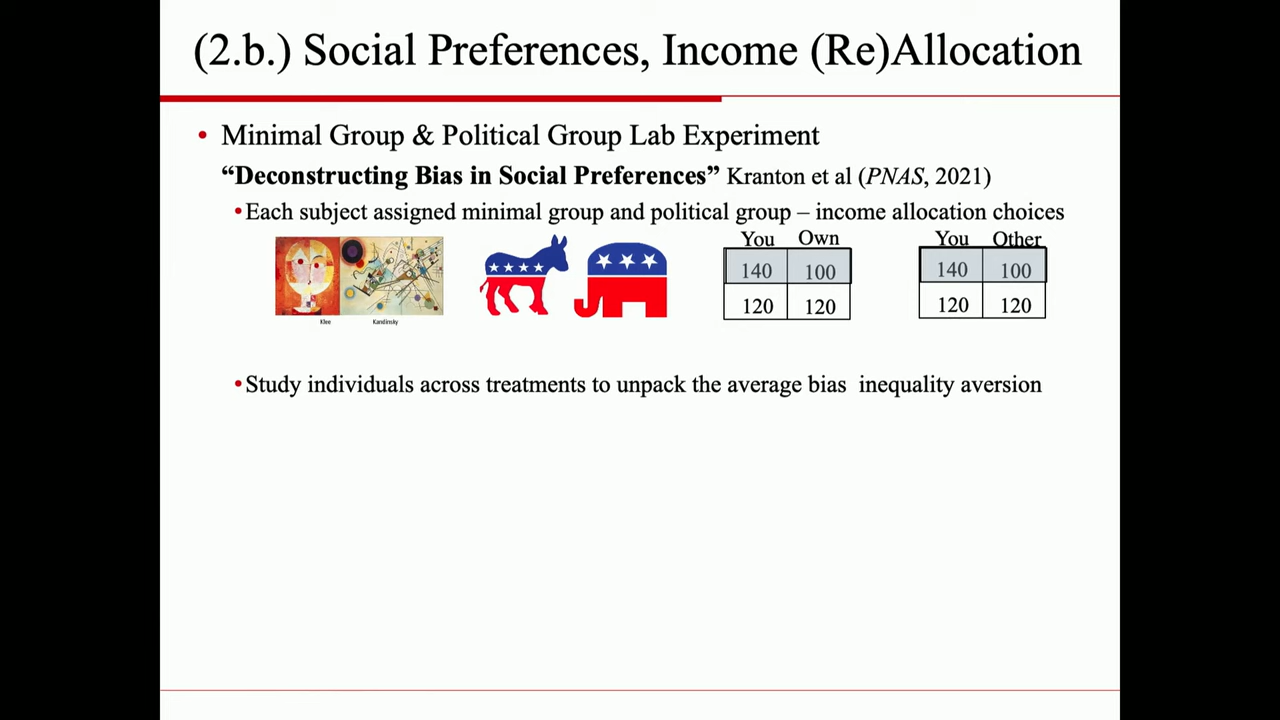 (2.b.) Social Preferences, Income (Re)Allocation
• Minimal Group & Political Group Lab Experiment
“Deconstructing Bias in Social Preferences” Kranton et al (PNAS, 2021)
• Each subject assigned minimal group and political group – income allocation choices
You Own
140 100
120 120
You Other
140 100
120 120
Klee Kandinsky
• Study individuals across treatments to unpack the average bias inequality aversion